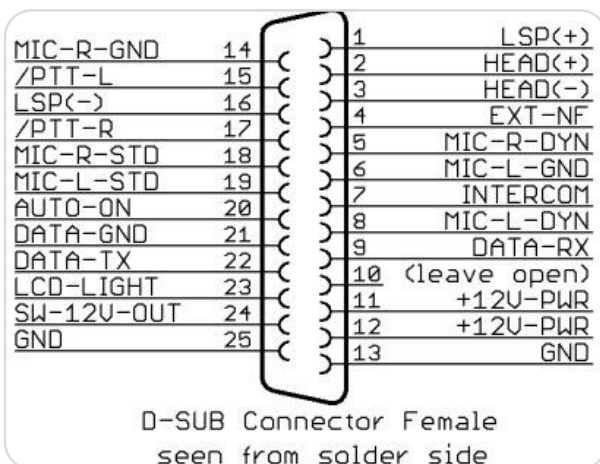 MIC-R-GND 14
/PTT-L 15
LSP(-) 16
/PTT-R 17
MIC-R-STD 18
MIC-L-STD 19
AUTO-ON 20
DATA-GND 21
DATA-TX 22
LCD-LIGHT 23
SW-12V-OUT 24
GND 25
1 LSP(+)
2 HEAD(+)
3 HEAD(-)
4 EXT-NF
5 MIC-R-DYN
6 MIC-L-GND
7 INTERCOM
8 MIC-L-DYN
9 DATA-RX
10 (leave open)
11 +12V-PWR
12 +12V-PWR
13 GND
D-SUB Connector Female
seen from solder side